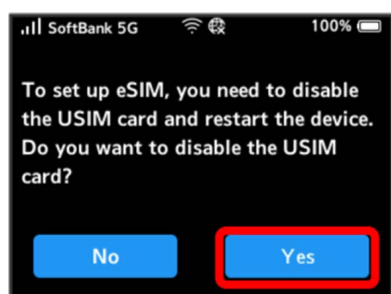 SoftBank 5G 100%
To set up eSIM, you need to disable
the USIM card and restart the device.
Do you want to disable the USIM
card?
No Yes